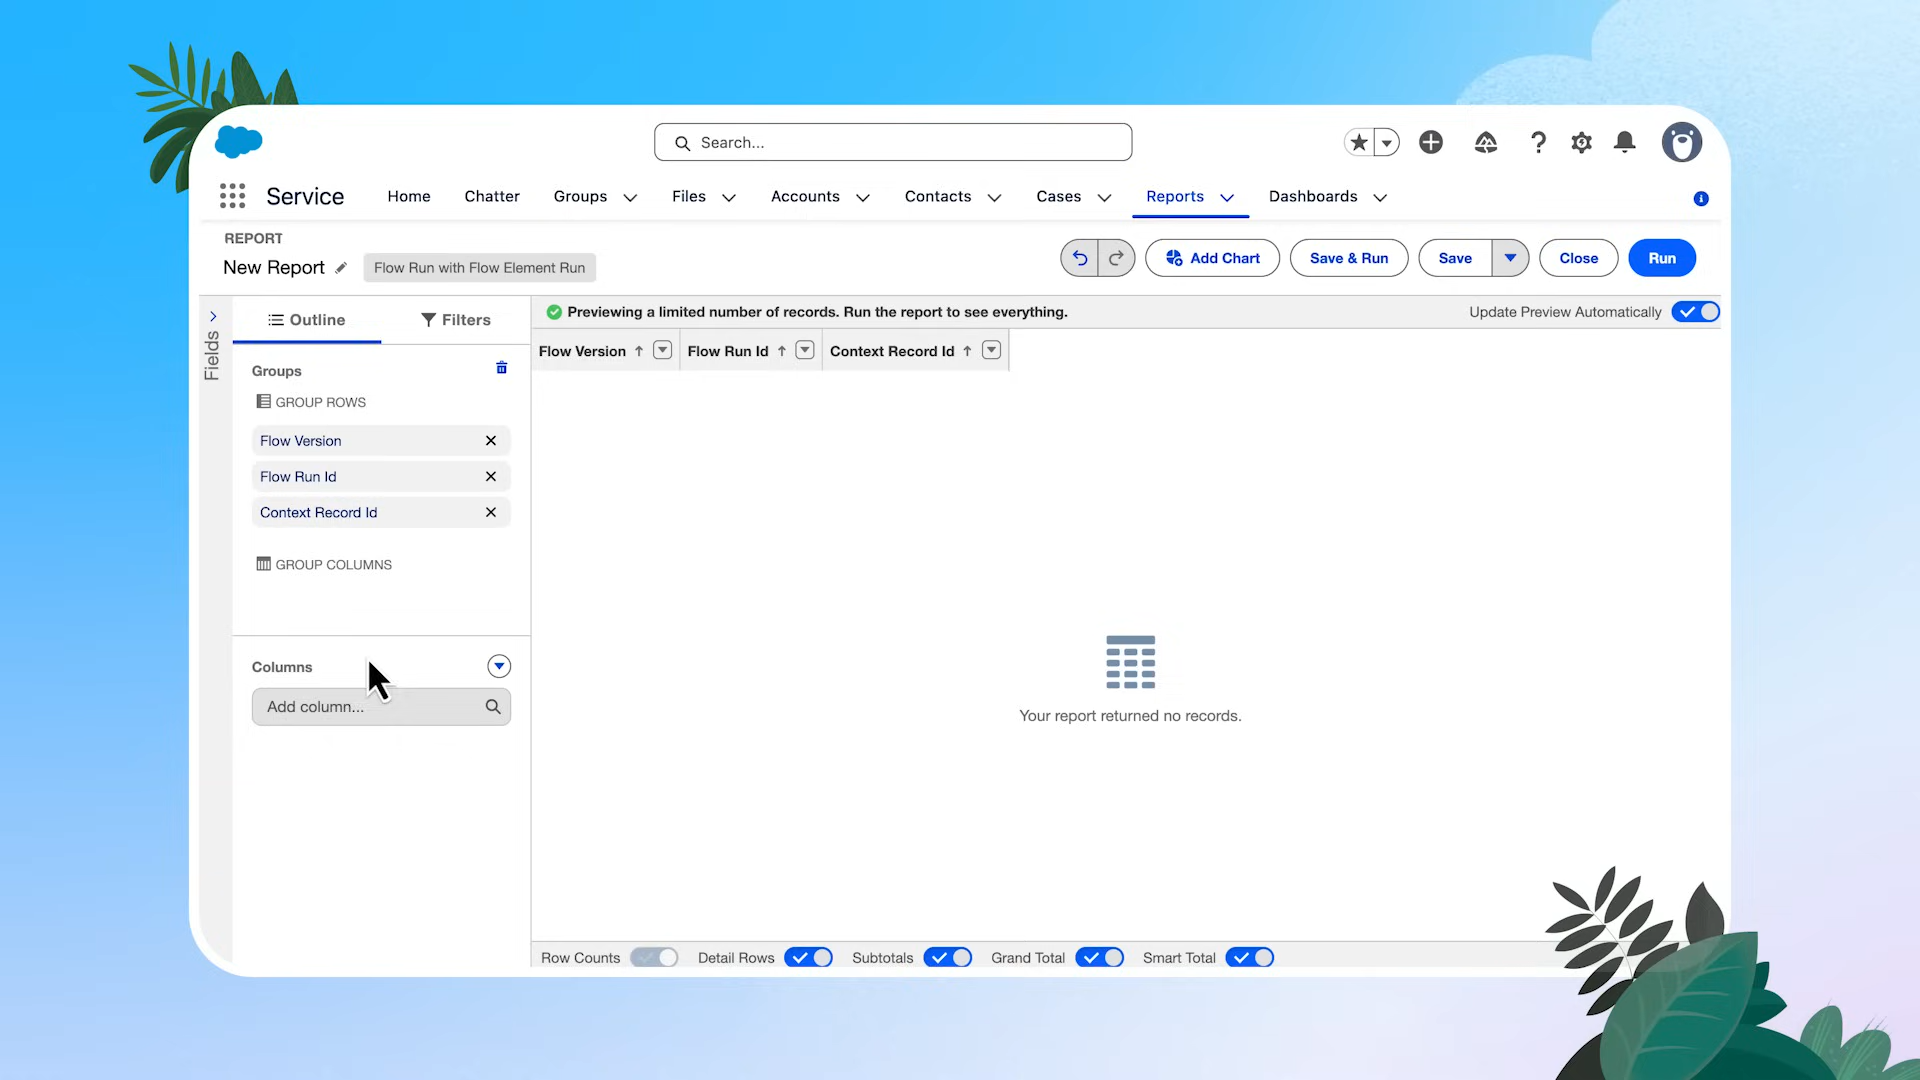 Search...
Service
Home
Chatter
Groups
Files
Accounts
Contacts
Cases
Reports
Dashboards
REPORT
New Report
Flow Run with Flow Element Run
Add Chart
Save & Run
Save
Close
Run
Fields
Outline
Filters
Previewing a limited number of records. Run the report to see everything.
Update Preview Automatically
Groups
GROUP ROWS
Flow Version
Flow Run Id
Context Record Id
GROUP COLUMNS
Columns
Add column...
Flow Version
Flow Run Id
Context Record Id
Your report returned no records.
Row Counts
Detail Rows
Subtotals
Grand Total
Smart Total